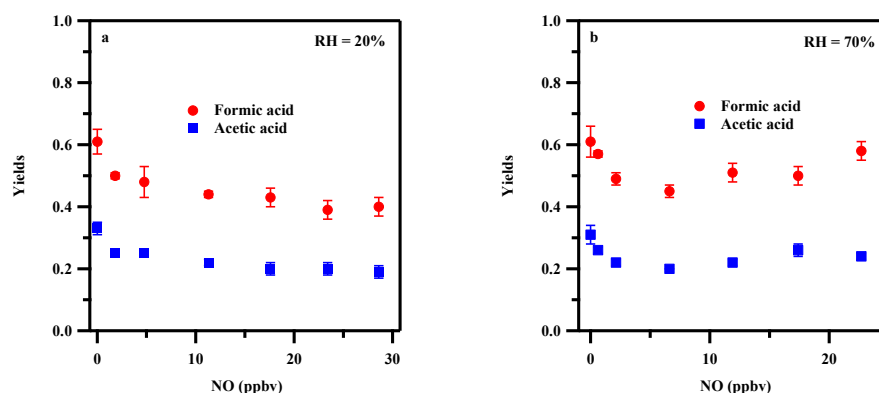 a
RH = 20%
1.0
0.8
0.6
0.4
0.2
0.0
Yields
Formic acid
Acetic acid
0
10
20
30
NO (ppbv)
b
RH = 70%
1.0
0.8
0.6
0.4
0.2
0.0
Yields
Formic acid
Acetic acid
0
10
20
NO (ppbv)